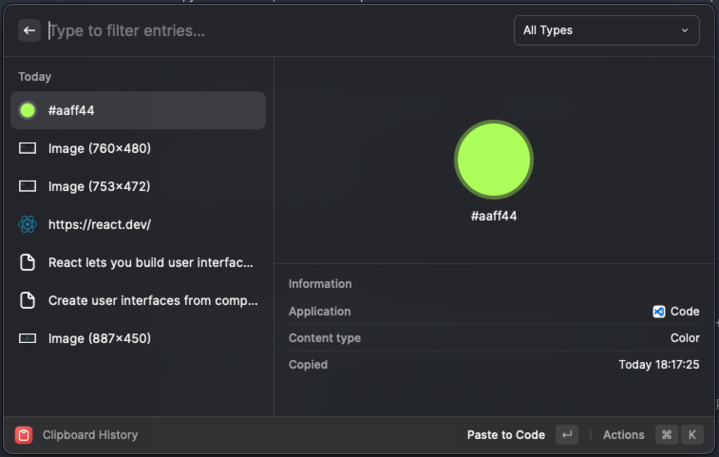 Type to filter entries...
All Types
Today
#aaff44
Image (760×480)
Image (753×472)
https://react.dev/
React lets you build user interfac...
Create user interfaces from comp...
Image (887×450)
#aaff44
Information
Application
Code
Content type
Color
Copied
Today 18:17:25
Clipboard History
Paste to Code
Actions
⌘
K